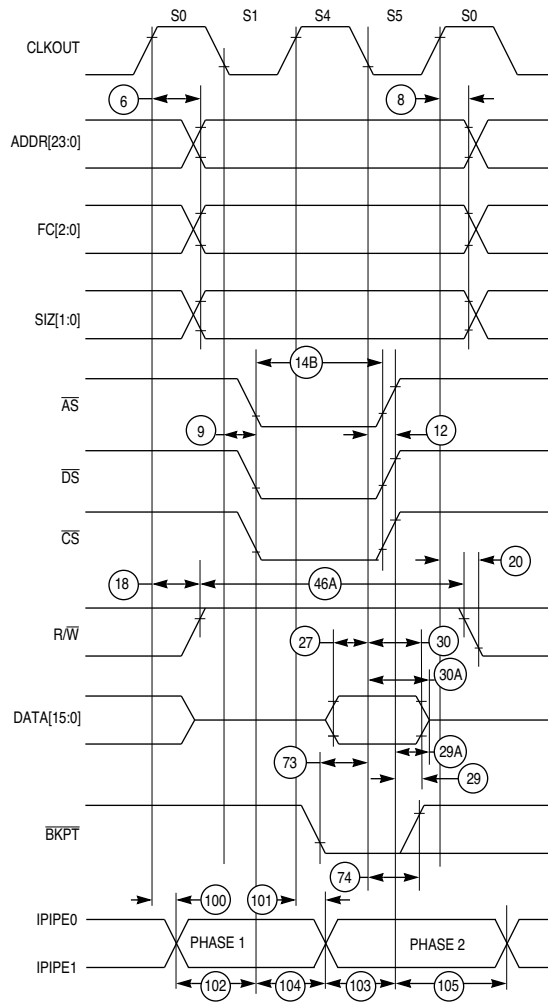 S0 S1 S4 S5 S0
CLKOUT
6 8
ADDR[23:0]
FC[2:0]
SIZ[1:0]
14B
AS
9 12
DS
CS
20
18 46A
R/W
27 30
30A
DATA[15:0]
29A
73 29
BKPT
74
100 101
IPIPE0
PHASE 1 PHASE 2
IPIPE1
102 104 103 105